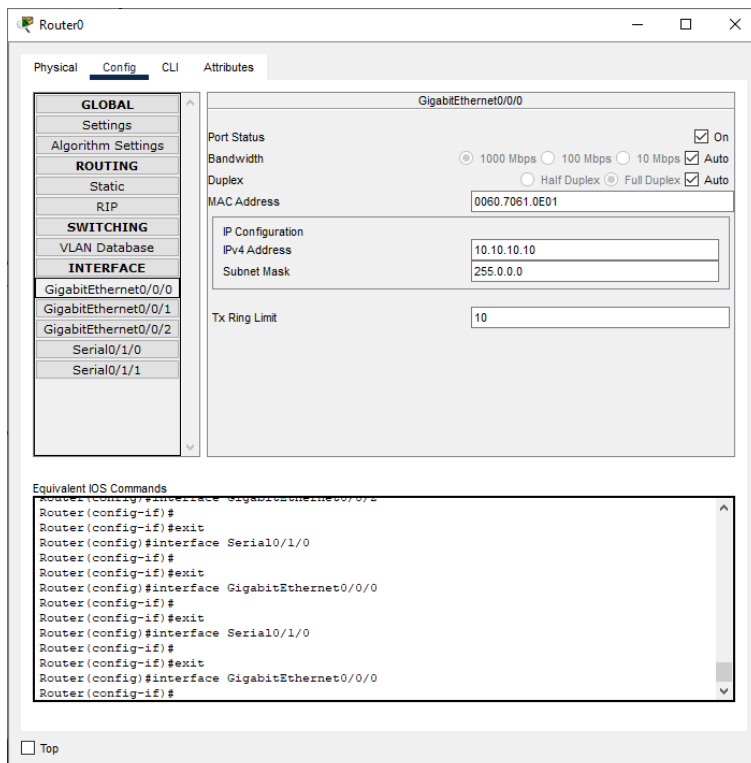 Router0
Physical Config CLI Attributes
GLOBAL
Settings
Algorithm Settings
ROUTING
Static
RIP
SWITCHING
VLAN Database
INTERFACE
GigabitEthernet0/0/0
GigabitEthernet0/0/1
GigabitEthernet0/0/2
Serial0/1/0
Serial0/1/1
GigabitEthernet0/0/0
Port Status On
Bandwidth 1000 Mbps 100 Mbps 10 Mbps Auto
Duplex Half Duplex Full Duplex Auto
MAC Address 0060.7061.0E01
IP Configuration
IPv4 Address 10.10.10.10
Subnet Mask 255.0.0.0
Tx Ring Limit 10
Equivalent IOS Commands
Router(config)#interface GigabitEthernet0/0/2
Router(config-if)#
Router(config-if)#exit
Router(config)#interface Serial0/1/0
Router(config-if)#
Router(config-if)#exit
Router(config)#interface GigabitEthernet0/0/0
Router(config-if)#
Router(config-if)#exit
Router(config)#interface Serial0/1/0
Router(config-if)#
Router(config-if)#exit
Router(config)#interface GigabitEthernet0/0/0
Router(config-if)#
Top